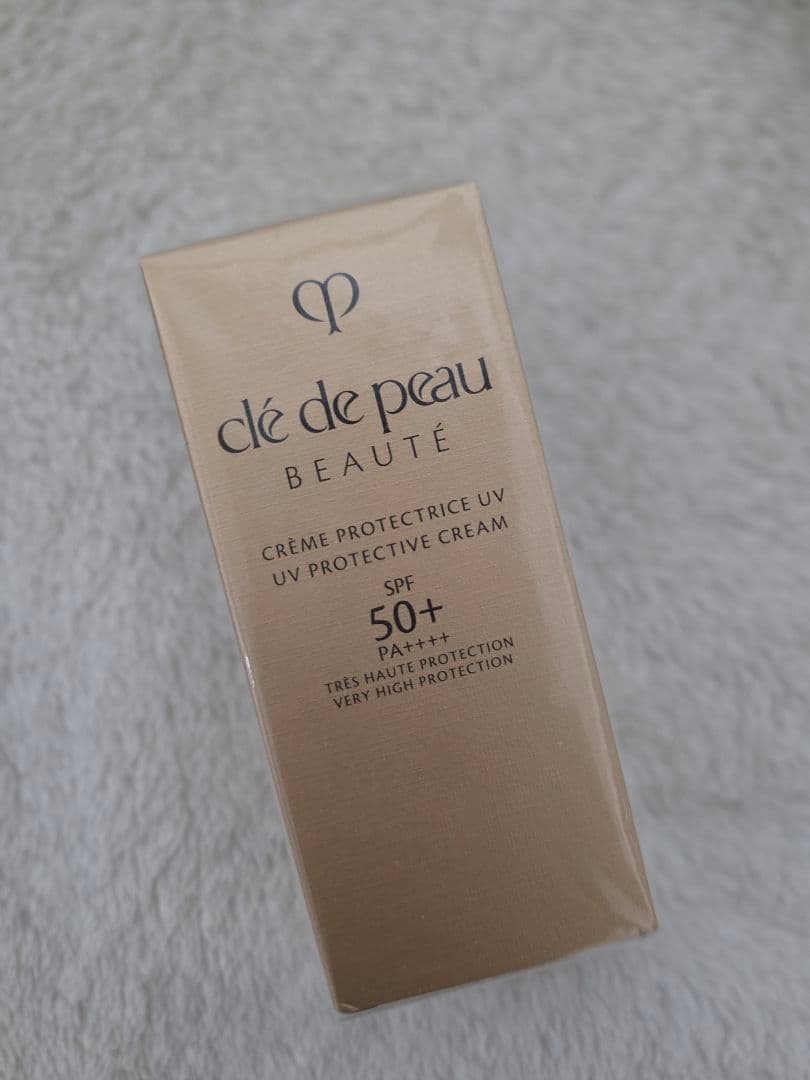 clé de peau
BEAUTÉ
CRÈME PROTECTRICE UV
UV PROTECTIVE CREAM
SPF
50+
PA++++
TRÈS HAUTE PROTECTION
VERY HIGH PROTECTION